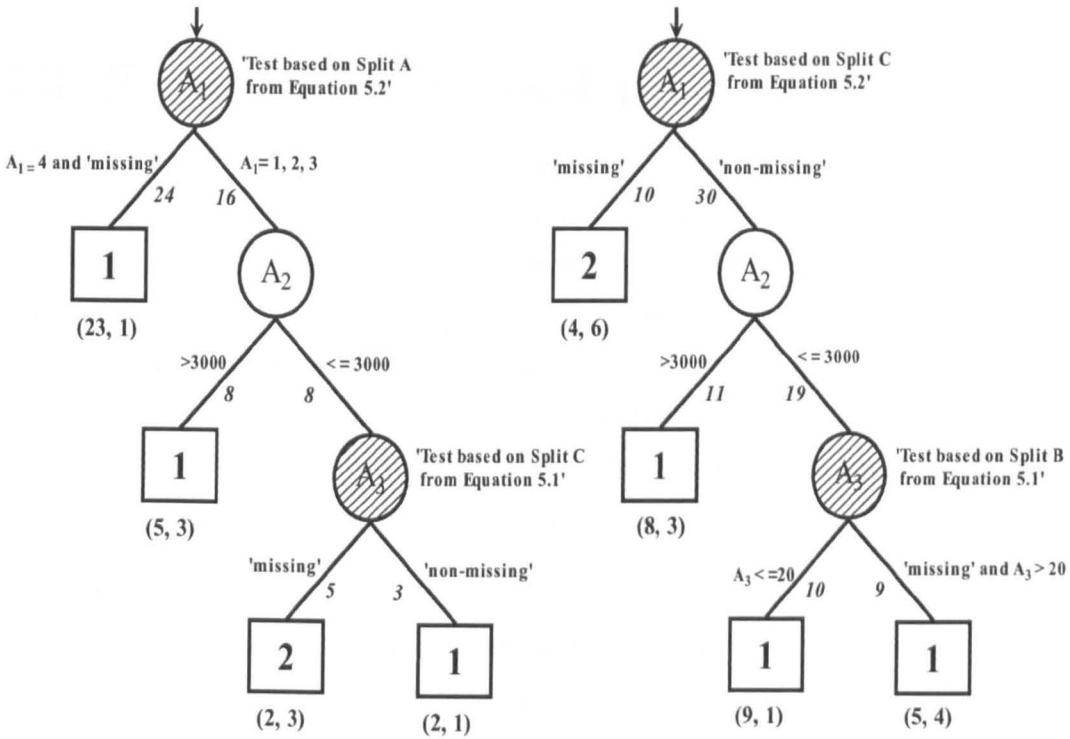 'Test based on Split A
from Equation 5.2'
A1
A1 = 4 and 'missing'
A1= 1, 2, 3
24
16
1
(23, 1)
A2
>3000
<= 3000
8
8
1
(5, 3)
A3
'Test based on Split C
from Equation 5.1'
'missing'
'non-missing'
5
3
2
1
(2, 3)
(2, 1)
'Test based on Split C
from Equation 5.2'
A1
'missing'
'non-missing'
10
30
2
(4, 6)
A2
>3000
<= 3000
11
19
1
(8, 3)
A3
'Test based on Split B
from Equation 5.1'
A3 <=20
'missing' and A3 > 20
10
9
1
1
(9, 1)
(5, 4)